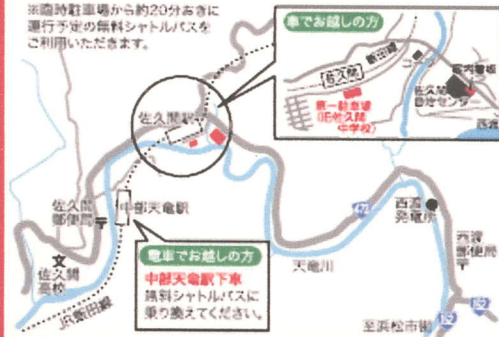 ※臨時駐車場から約20分おきに
運行予定の無料シャトルバスを
ご利用いただきます。
車でお越しの方
佐久間
飯田線
第一駐車場
(旧佐久間
中学校)
佐久間
自治センター
佐久間駅
佐久間
郵便局
中部天竜駅
文
佐久間
高校
JR飯田線
電車でお越しの方
中部天竜駅下車
無料シャトルバスに
乗り換えてください。
天竜川
西渡
発電所
西渡
郵便局
〒
152
152
至浜松市街